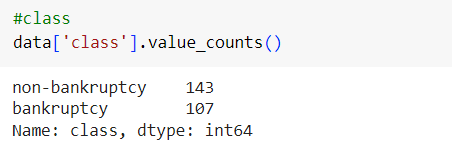 #class
data['class'].value_counts()
non-bankruptcy    143
bankruptcy        107
Name: class, dtype: int64